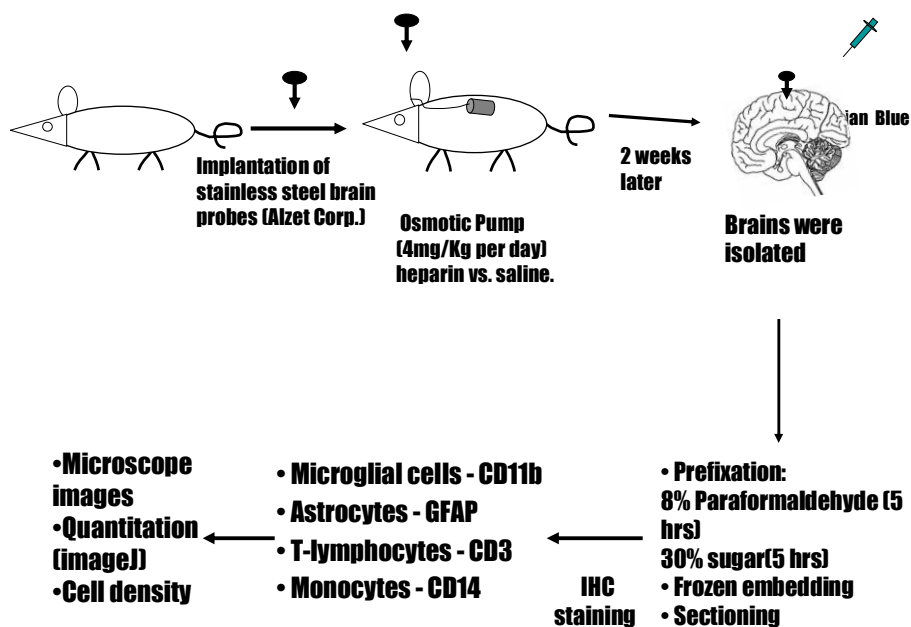 Implantation of
stainless steel brain
probes (Alzet Corp.)
Osmotic Pump
(4mg/Kg per day)
heparin vs. saline.
2 weeks
later
ian Blue
Brains were
isolated
• Prefixation:
8% Paraformaldehyde (5
hrs)
30% sugar(5 hrs)
• Frozen embedding
• Sectioning
IHC
staining
• Microglial cells - CD11b
• Astrocytes - GFAP
• T-lymphocytes - CD3
• Monocytes - CD14
•Microscope
images
•Quantitation
(imageJ)
•Cell density